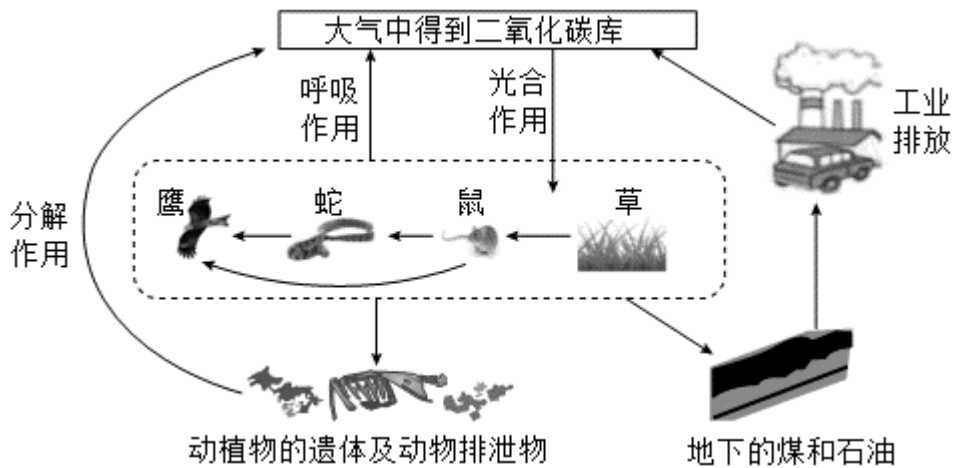 大气中得到二氧化碳库
呼吸
作用
光合
作用
工业
排放
分解
作用
鹰
蛇
鼠
草
动植物的遗体及动物排泄物
地下的煤和石油